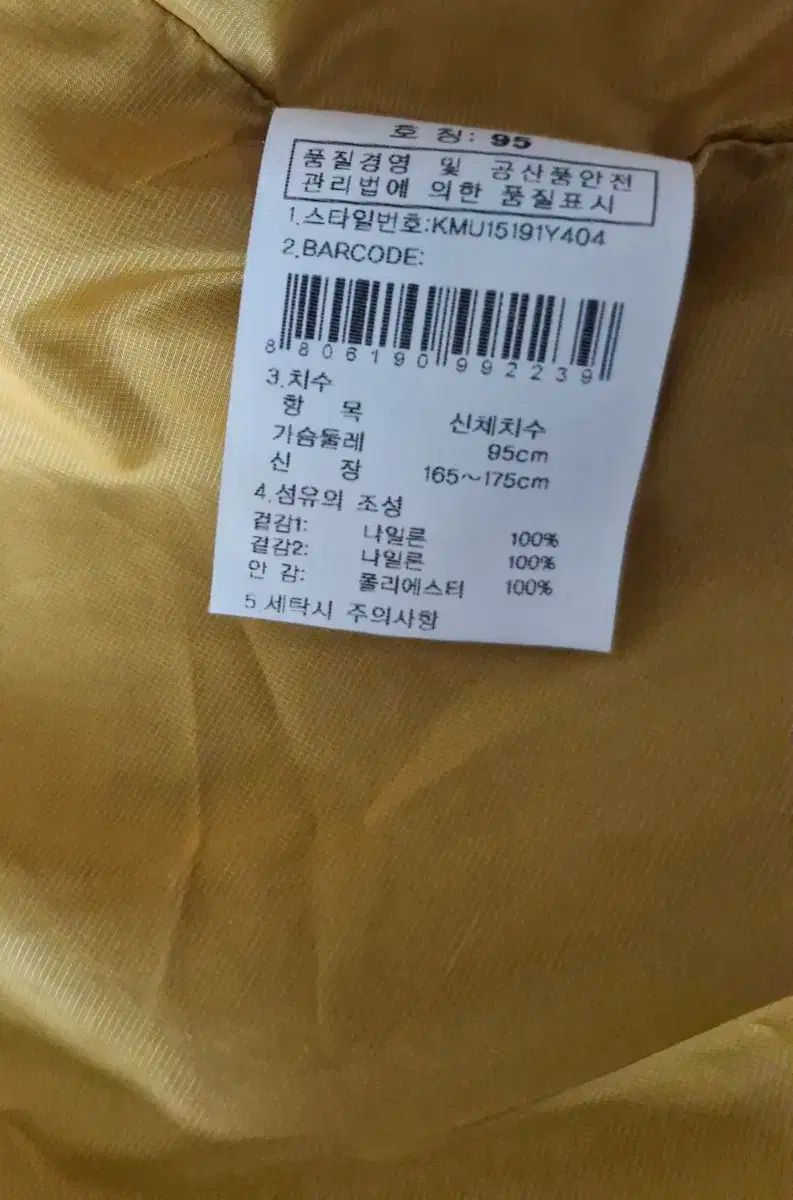 호 칭: 95
품질경영 및 공산품안전
관리법에 의한 품질표시
1.스타일번호:KMU15191Y404
2.BARCODE:
8 806190 992239
3.치수
항 목 신체치수
가슴둘레 95cm
신 장 165~175cm
4.섬유의 조성
겉감1: 나일론 100%
겉감2: 나일론 100%
안 감: 폴리에스터 100%
5.세탁시 주의사항